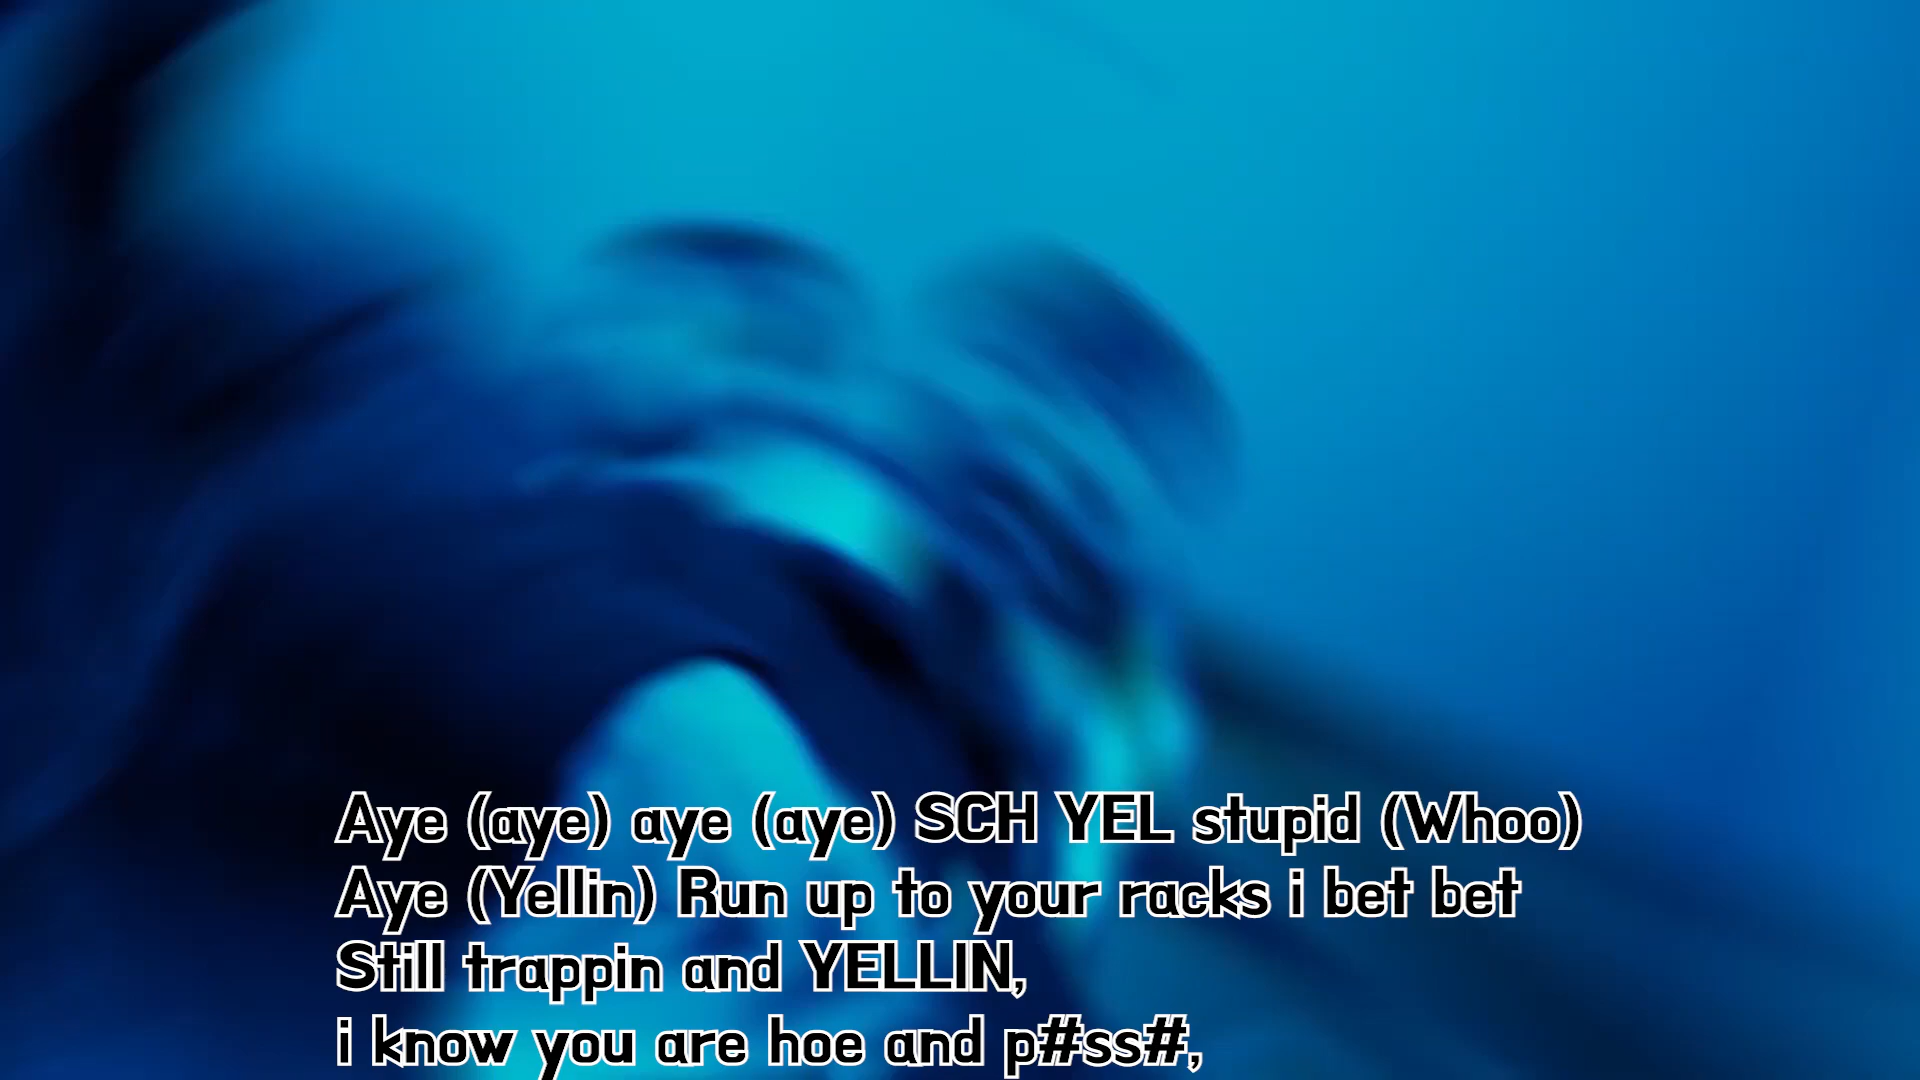 Aye (aye) aye (aye) SCH YEL stupid (Whoo)
Aye (Yellin) Run up to your racks i bet bet
Still trappin and YELLIN,
i know you are hoe and p#ss#,